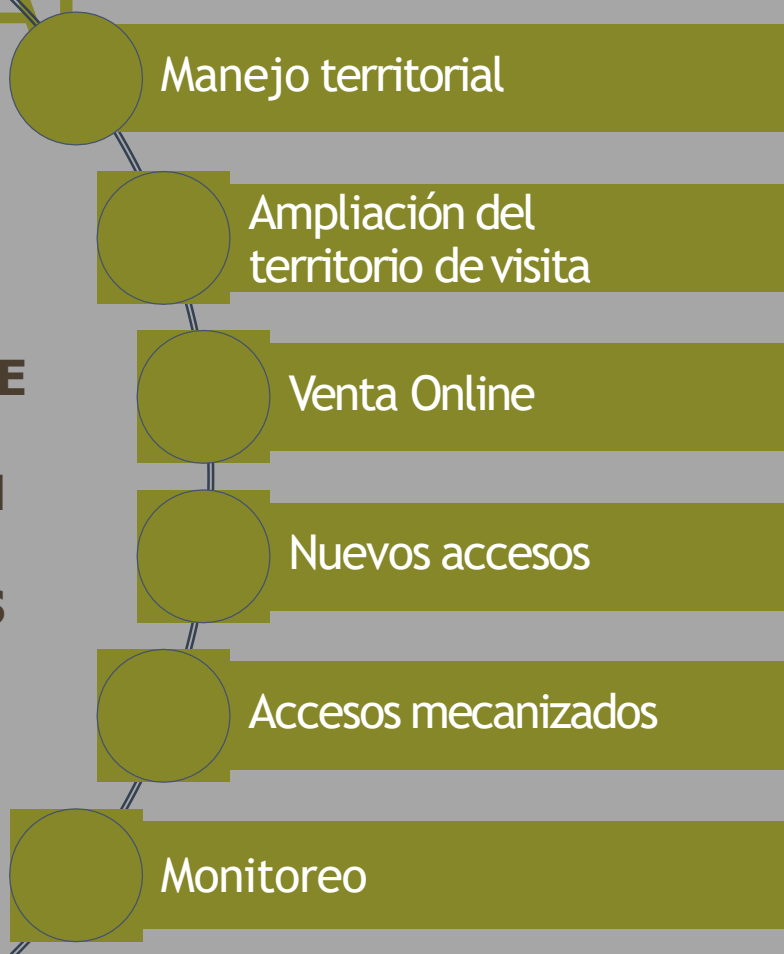 Manejo territorial
Ampliación del
territorio de visita
Venta Online
Nuevos accesos
Accesos mecanizados
Monitoreo